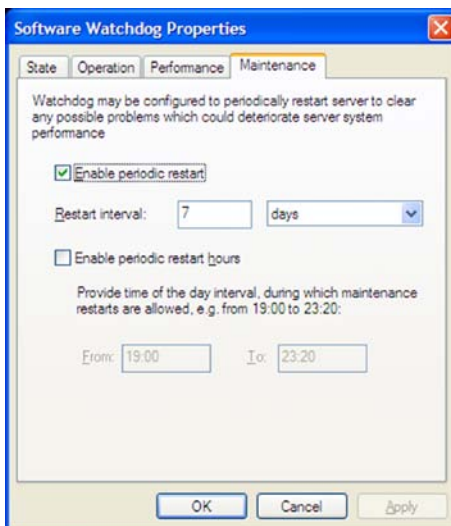 Software Watchdog Properties
State Operation Performance Maintenance
Watchdog may be configured to periodically restart server to clear
any possible problems which could deteriorate server system
performance
Enable periodic restart
Restart interval: 7 days
Enable periodic restart hours
Provide time of the day interval, during which maintenance
restarts are allowed, e.g. from 19:00 to 23:20:
From: 19:00 To: 23:20
OK Cancel Apply